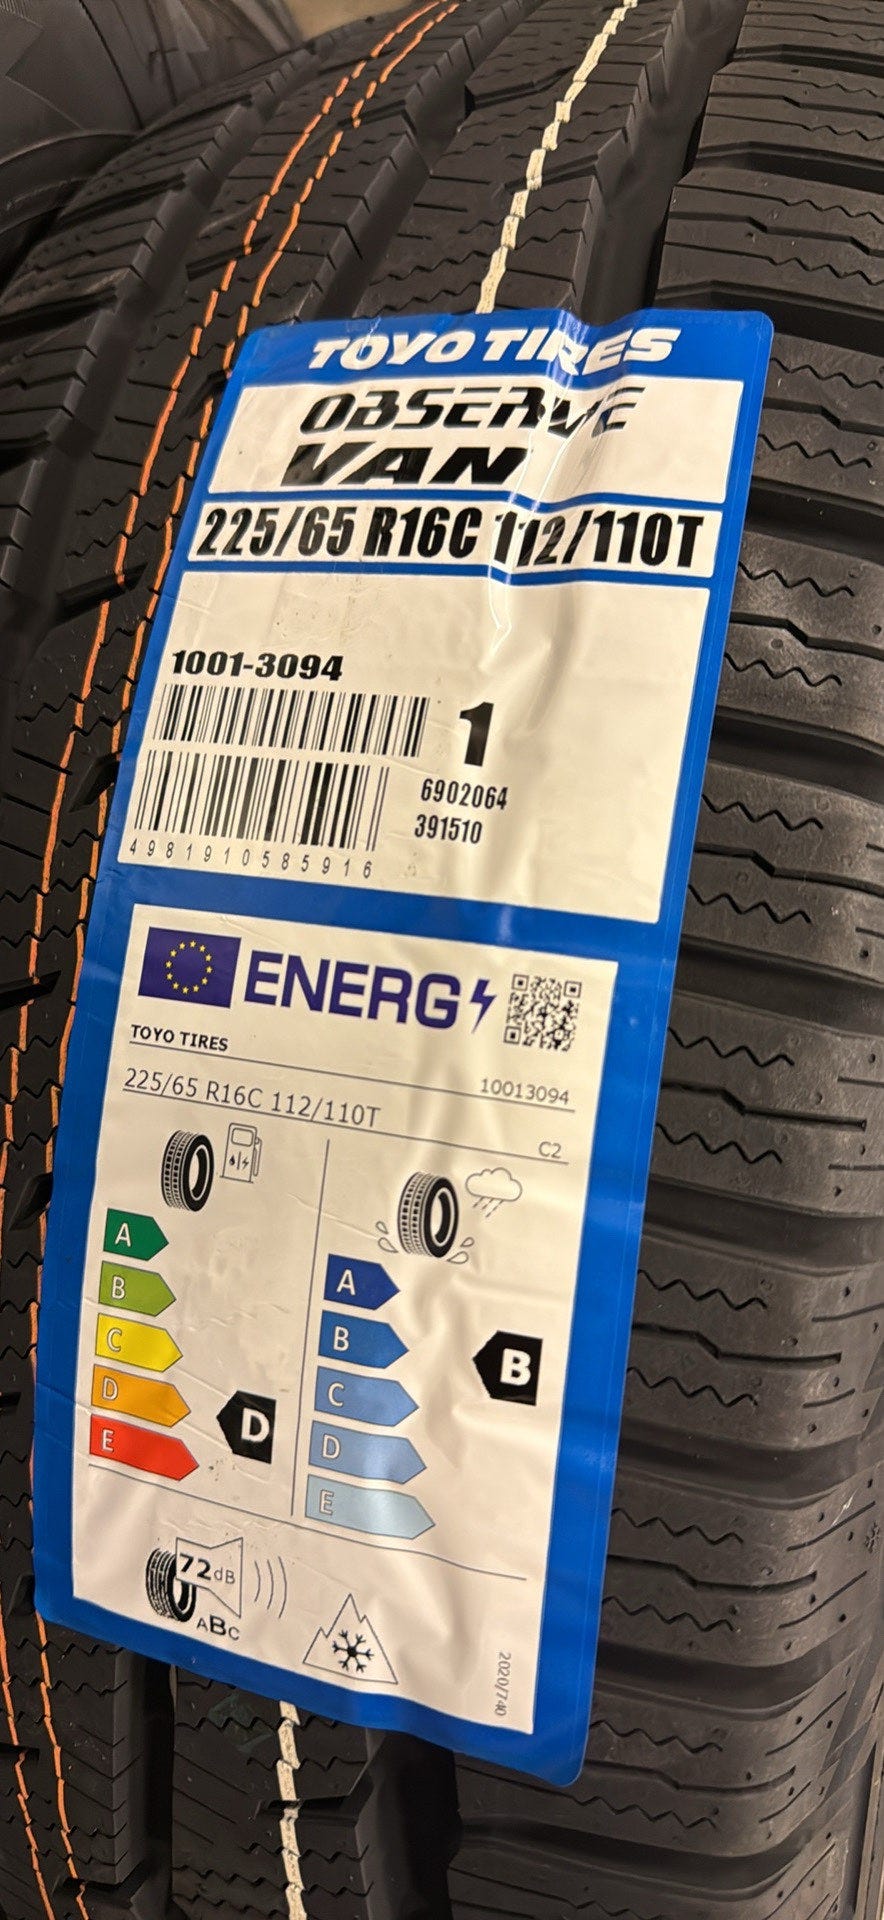 TOYO TIRES
OBSERVE
VAN
225/65 R16C 112/110T
1001-3094
1
6902064
391510
4981910585916
ENERG
TOYO TIRES
10013094
225/65 R16C 112/110T
C2
A
B
C
D
E
D
A
B
C
D
E
B
72dB
ABC
2020/740